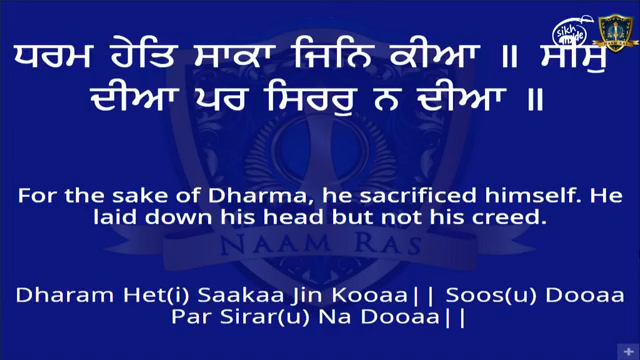 sikh
ਧਰਮ ਹੇਤਿ ਸਾਕਾ ਜਿਨਿ ਕੀਆ ॥ ਸੀਸੁ
ਦੀਆ ਪਰ ਸਿਰਰੁ ਨ ਦੀਆ ॥
For the sake of Dharma, he sacrificed himself. He
laid down his head but not his creed.
NAAM RAS
Dharam Het(i) Saakaa Jin Kooaa|| Soos(u) Dooaa
Par Sirar(u) Na Dooaa||